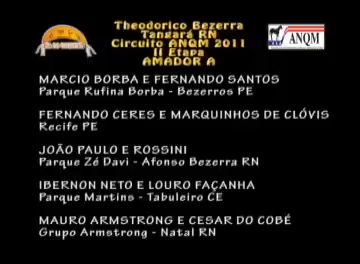 Theodorico Bezerra
Tangará RN
Circuito ANQM 2011
II Etapa
AMADOR A
ANQM
MARCIO BORBA E FERNANDO SANTOS
Parque Rufina Borba - Bezerros PE
FERNANDO CERES E MARQUINHOS DE CLÓVIS
Recife PE
JOÃO PAULO E ROSSINI
Parque Zé Davi - Afonso Bezerra RN
IBERNON NETO E LOURO FAÇANHA
Parque Martins - Tabuleiro CE
MAURO ARMSTRONG E CESAR DO COBÉ
Grupo Armstrong - Natal RN